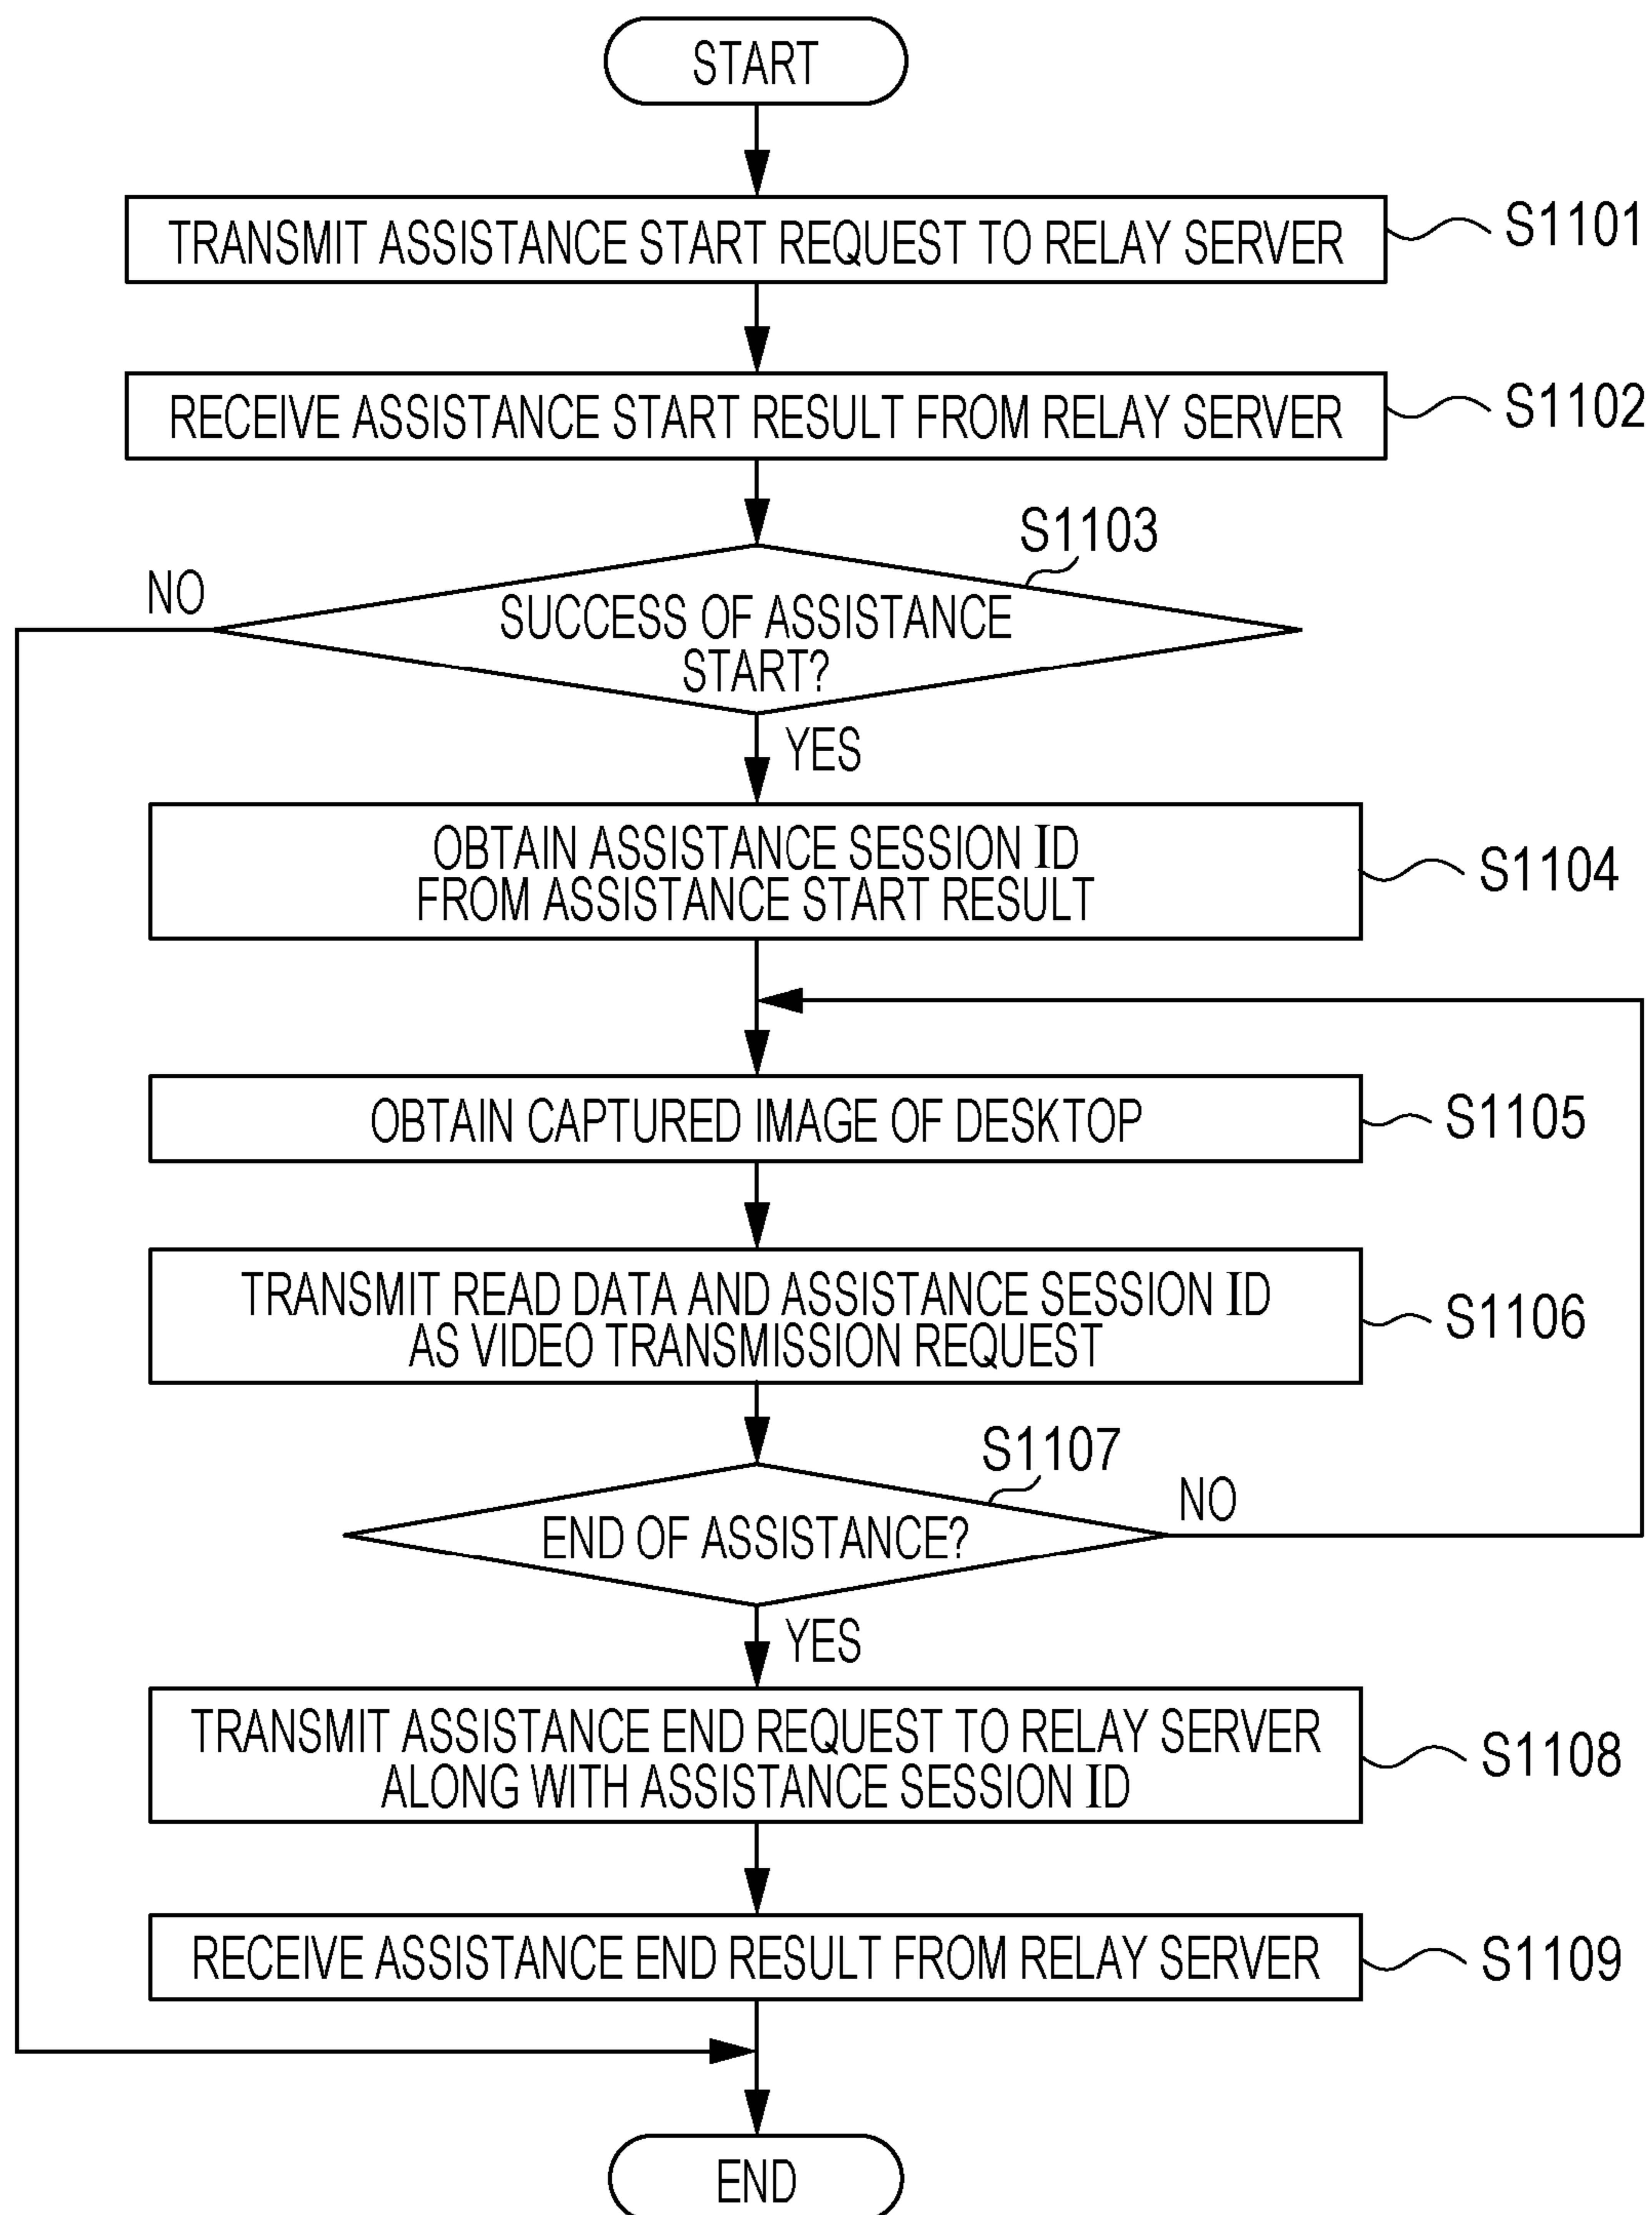 START
TRANSMIT ASSISTANCE START REQUEST TO RELAY SERVER
S1101
RECEIVE ASSISTANCE START RESULT FROM RELAY SERVER
S1102
S1103
NO
SUCCESS OF ASSISTANCE
START?
YES
OBTAIN ASSISTANCE SESSION ID
FROM ASSISTANCE START RESULT
S1104
OBTAIN CAPTURED IMAGE OF DESKTOP
S1105
TRANSMIT READ DATA AND ASSISTANCE SESSION ID
AS VIDEO TRANSMISSION REQUEST
S1106
S1107
NO
END OF ASSISTANCE?
YES
TRANSMIT ASSISTANCE END REQUEST TO RELAY SERVER
ALONG WITH ASSISTANCE SESSION ID
S1108
RECEIVE ASSISTANCE END RESULT FROM RELAY SERVER
S1109
END